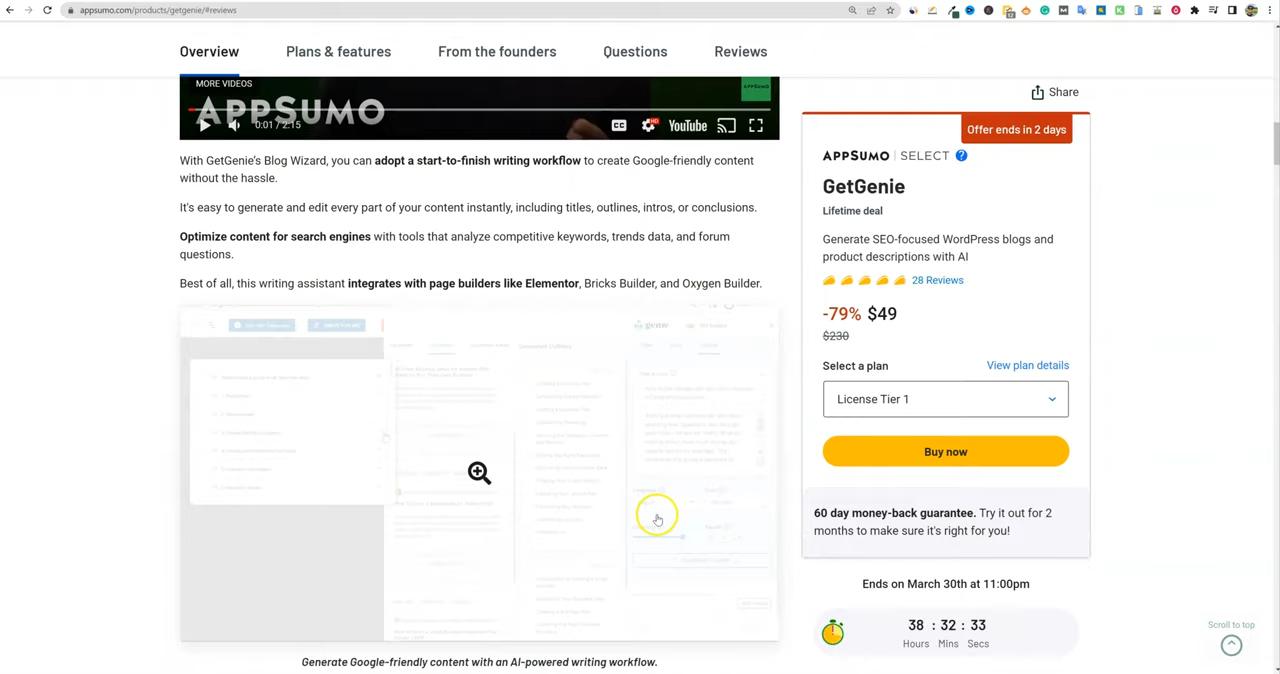 appsumo.com/products/getgenie/#reviews
Overview
Plans & features
From the founders
Questions
Reviews
MORE VIDEOS
APPSUMO
APPSUMO
0:01 / 2:15
CC
HD
YouTube
With GetGenie's Blog Wizard, you can adopt a start-to-finish writing workflow to create Google-friendly content
without the hassle.
It's easy to generate and edit every part of your content instantly, including titles, outlines, intros, or conclusions.
Optimize content for search engines with tools that analyze competitive keywords, trends data, and forum
questions.
Best of all, this writing assistant integrates with page builders like Elementor, Bricks Builder, and Oxygen Builder.
Generate Google-friendly content with an AI-powered writing workflow.
Share
Offer ends in 2 days
APPSUMO | SELECT ?
GetGenie
Lifetime deal
Generate SEO-focused WordPress blogs and
product descriptions with AI
28 Reviews
-79% $49
$230
Select a plan
View plan details
License Tier 1
Buy now
60 day money-back guarantee. Try it out for 2
months to make sure it's right for you!
Ends on March 30th at 11:00pm
38 : 32 : 33
Hours Mins Secs
Scroll to top